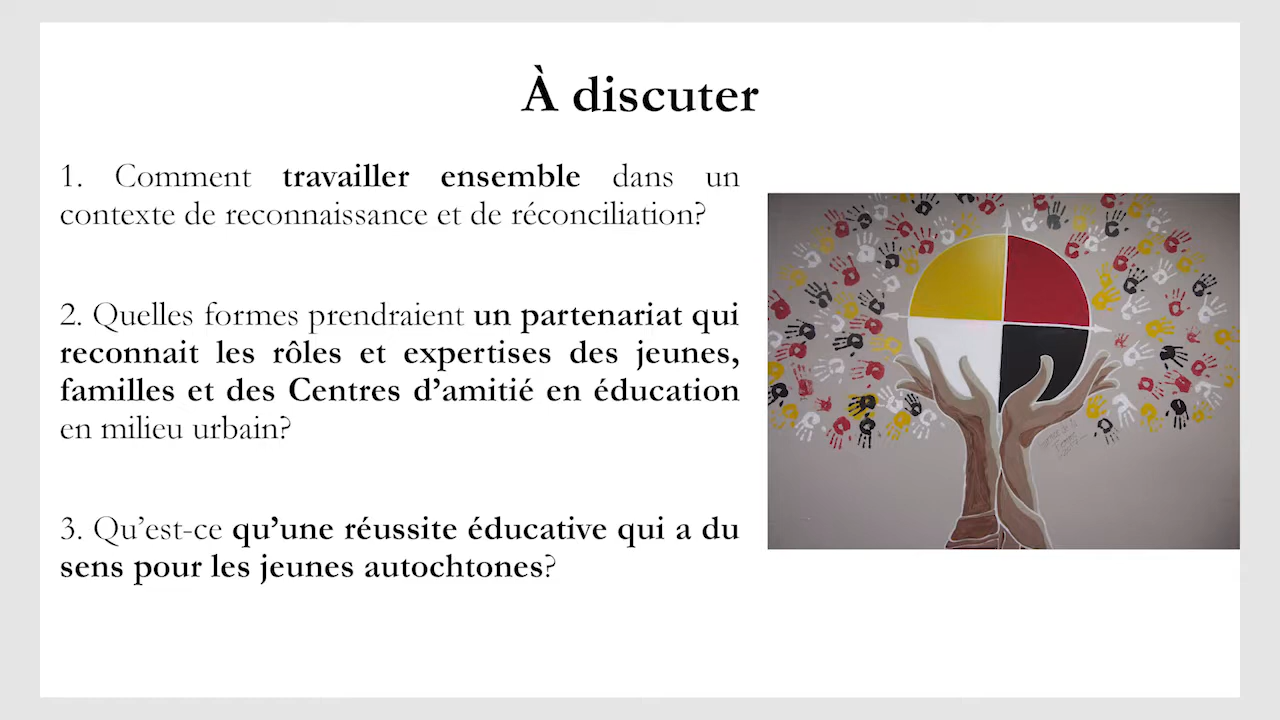 À discuter
1. Comment travailler ensemble dans un
contexte de reconnaissance et de réconciliation?
2. Quelles formes prendraient un partenariat qui
reconnait les rôles et expertises des jeunes,
familles et des Centres d’amitié en éducation
en milieu urbain?
3. Qu’est-ce qu’une réussite éducative qui a du
sens pour les jeunes autochtones?